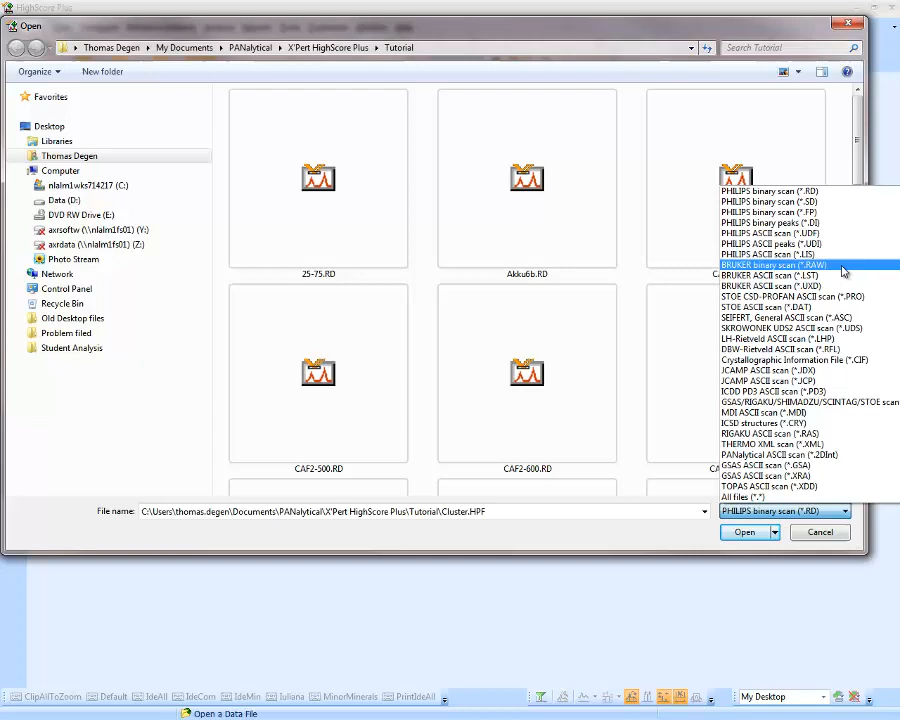 HighScore Plus
Open
Thomas Degen
My Documents
PANalytical
X'Pert HighScore Plus
Tutorial
Search Tutorial
Organize
New folder
Favorites
Desktop
Libraries
Thomas Degen
Computer
nlalm1wks714217 (C:)
Data (D:)
DVD RW Drive (E:)
axrsoftw (\\nlalm1fs01) (Y:)
axrdata (\\nlalm1fs01) (Z:)
Photo Stream
Network
Control Panel
Recycle Bin
Old Desktop files
Problem filed
Student Analysis
25-75.RD
Akku6b.RD
CAF2-500.RD
CAF2-600.RD
PHILIPS binary scan (*.RD)
PHILIPS binary scan (*.SD)
PHILIPS binary scan (*.FP)
PHILIPS binary peaks (*.DI)
PHILIPS ASCII scan (*.UDF)
PHILIPS ASCII peaks (*.UDI)
PHILIPS ASCII scan (*.LIS)
BRUKER binary scan (*.RAW)
BRUKER ASCII scan (*.LST)
BRUKER ASCII scan (*.UXD)
STOE CSD-PROFAN ASCII scan (*.PRO)
STOE ASCII scan (*.DAT)
SEIFERT, General ASCII scan (*.ASC)
SKROWONEK UDS2 ASCII scan (*.UDS)
LH-Rietveld ASCII scan (*.LHP)
DBW-Rietveld ASCII scan (*.RFL)
Crystallographic Information File (*.CIF)
JCAMP ASCII scan (*.JDX)
JCAMP ASCII scan (*.JCP)
ICDD PD3 ASCII scan (*.PD3)
GSAS/RIGAKU/SHIMADZU/SCINTAG/STOE scan
MDI ASCII scan (*.MDI)
ICSD structures (*.CRY)
RIGAKU ASCII scan (*.RAS)
THERMO XML scan (*.XML)
PANalytical ASCII scan (*.2DInt)
GSAS ASCII scan (*.GSA)
GSAS ASCII scan (*.XRA)
TOPAS ASCII scan (*.XDD)
All files (*.*)
File name:
C:\Users\thomas.degen\Documents\PANalytical\X'Pert HighScore Plus\Tutorial\Cluster.HPF
PHILIPS binary scan (*.RD)
Open
Cancel
ClipAllToZoom Default IdeAll IdeCom IdeMin Iuliana MinorMinerals PrintIdeAll
My Desktop
Open a Data File